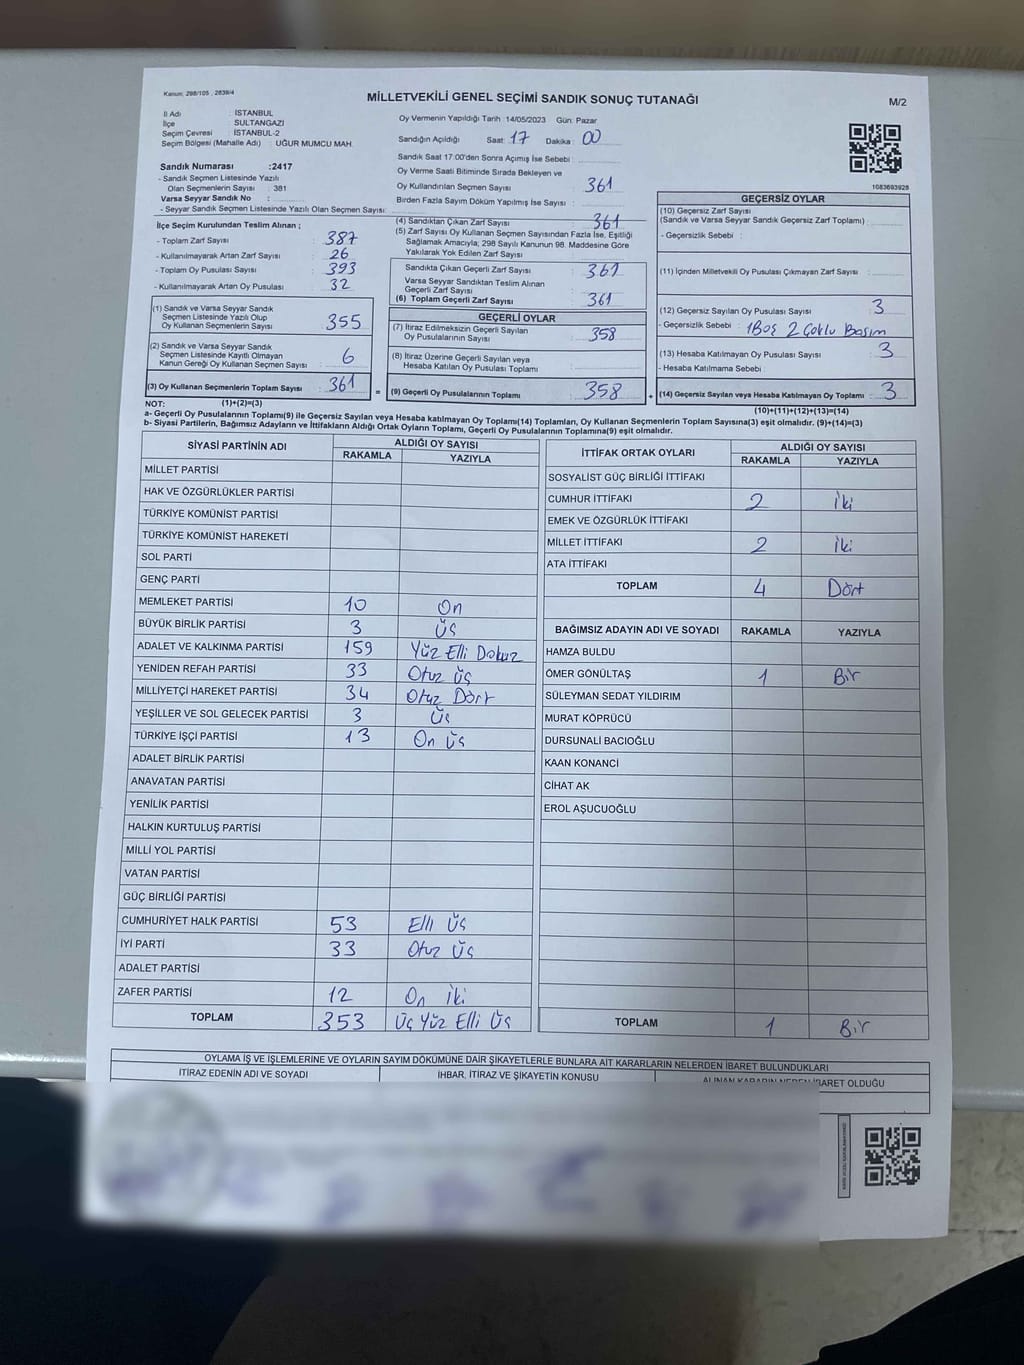 Kanun: 298/105 , 2839/4
MİLLETVEKİLİ GENEL SEÇİMİ SANDIK SONUÇ TUTANAĞI
M/2
İl Adı : İSTANBUL
İlçe : SULTANGAZİ
Seçim Çevresi : İSTANBUL-2
Seçim Bölgesi (Mahalle Adı) : UĞUR MUMCU MAH.
Sandık Numarası :2417
- Sandık Seçmen Listesinde Yazılı
Olan Seçmenlerin Sayısı : 381
Varsa Seyyar Sandık No :
- Seyyar Sandık Seçmen Listesinde Yazılı Olan Seçmen Sayısı:
İlçe Seçim Kurulundan Teslim Alınan ;
- Toplam Zarf Sayısı : 387
- Kullanılmayarak Artan Zarf Sayısı : 26
- Toplam Oy Pusulası Sayısı : 393
- Kullanılmayarak Artan Oy Pusulası : 32
(1) Sandık ve Varsa Seyyar Sandık
Seçmen Listesinde Yazılı Olup
Oy Kullanan Seçmenlerin Sayısı : 355
(2) Sandık ve Varsa Seyyar Sandık
Seçmen Listesinde Kayıtlı Olmayan
Kanun Gereği Oy Kullanan Seçmen Sayısı : 6
(3) Oy Kullanan Seçmenlerin Toplam Sayısı : 361
Oy Vermenin Yapıldığı Tarih :14/05/2023 Gün: Pazar
Sandığın Açıldığı Saat: 17 Dakika : 00
Sandık Saat 17:00'den Sonra Açımış İse Sebebi :
Oy Verme Saati Bitiminde Sırada Bekleyen ve
Oy Kullandırılan Seçmen Sayısı : 361
Birden Fazla Sayım Döküm Yapılmış İse Sayısı :
(4) Sandıktan Çıkan Zarf Sayısı : 361
(5) Zarf Sayısı Oy Kullanan Seçmen Sayısından Fazla İse, Eşitliği
Sağlamak Amacıyla; 298 Sayılı Kanunun 98. Maddesine Göre
Yakılarak Yok Edilen Zarf Sayısı :
Sandıkta Çıkan Geçerli Zarf Sayısı : 361
Varsa Seyyar Sandıktan Teslim Alınan
Geçerli Zarf Sayısı :
(6) Toplam Geçerli Zarf Sayısı : 361
GEÇERLİ OYLAR
(7) İtiraz Edilmeksizin Geçerli Sayılan
Oy Pusulalarının Sayısı : 358
(8) İtiraz Üzerine Geçerli Sayılan veya
Hesaba Katılan Oy Pusulası Toplamı :
= (9) Geçerli Oy Pusulalarının Toplamı : 358
1083693928
GEÇERSİZ OYLAR
(10) Geçersiz Zarf Sayısı
(Sandık ve Varsa Seyyar Sandık Geçersiz Zarf Toplamı) :
- Geçersizlik Sebebi :
(11) İçinden Milletvekili Oy Pusulası Çıkmayan Zarf Sayısı :
(12) Geçersiz Sayılan Oy Pusulası Sayısı : 3
- Geçersizlik Sebebi : 1Boş 2 Çoklu Basım
(13) Hesaba Katılmayan Oy Pusulası Sayısı : 3
- Hesaba Katılmama Sebebi :
+ (14) Geçersiz Sayılan veya Hesaba Katılmayan Oy Toplamı : 3
NOT: (1)+(2)=(3)
(10)+(11)+(12)+(13)=(14)
a- Geçerli Oy Pusulalarının Toplamı(9) ile Geçersiz Sayılan veya Hesaba katılmayan Oy Toplamı(14) Toplamları, Oy Kullanan Seçmenlerin Toplam Sayısına(3) eşit olmalıdır. (9)+(14)=(3)
b- Siyasi Partilerin, Bağımsız Adayların ve İttifakların Aldığı Ortak Oyların Toplamı, Geçerli Oy Pusulalarının Toplamına(9) eşit olmalıdır.
SİYASİ PARTİNİN ADI ALDIĞI OY SAYISI
RAKAMLA YAZIYLA
MİLLET PARTİSİ
HAK VE ÖZGÜRLÜKLER PARTİSİ
TÜRKİYE KOMÜNİST PARTİSİ
TÜRKİYE KOMÜNİST HAREKETİ
SOL PARTİ
GENÇ PARTİ
MEMLEKET PARTİSİ 10 On
BÜYÜK BİRLİK PARTİSİ 3 Üç
ADALET VE KALKINMA PARTİSİ 159 Yüz Elli Dokuz
YENİDEN REFAH PARTİSİ 33 Otuz Üç
MİLLİYETÇİ HAREKET PARTİSİ 34 Otuz Dört
YEŞİLLER VE SOL GELECEK PARTİSİ 3 Üç
TÜRKİYE İŞÇİ PARTİSİ 13 On üs
ADALET BİRLİK PARTİSİ
ANAVATAN PARTİSİ
YENİLİK PARTİSİ
HALKIN KURTULUŞ PARTİSİ
MİLLİ YOL PARTİSİ
VATAN PARTİSİ
GÜÇ BİRLİĞİ PARTİSİ
CUMHURİYET HALK PARTİSİ 53 Elli Üç
İYİ PARTİ 33 Otuz Üç
ADALET PARTİSİ
ZAFER PARTİSİ 12 On İki
TOPLAM 353 Üç Yüz Elli Üç
İTTİFAK ORTAK OYLARI ALDIĞI OY SAYISI
RAKAMLA YAZIYLA
SOSYALİST GÜÇ BİRLİĞİ İTTİFAKI
CUMHUR İTTİFAKI 2 İki
EMEK VE ÖZGÜRLÜK İTTİFAKI
MİLLET İTTİFAKI 2 İki
ATA İTTİFAKI
TOPLAM 4 Dört
BAĞIMSIZ ADAYIN ADI VE SOYADI RAKAMLA YAZIYLA
HAMZA BULDU
ÖMER GÖNÜLTAŞ 1 Bir
SÜLEYMAN SEDAT YILDIRIM
MURAT KÖPRÜCÜ
DURSUNALİ BACIOĞLU
KAAN KONANCİ
CİHAT AK
EROL AŞUCUOĞLU
TOPLAM 1 Bir
OYLAMA İŞ VE İŞLEMLERİNE VE OYLARIN SAYIM DÖKÜMÜNE DAİR ŞİKAYETLERLE BUNLARA AİT KARARLARIN NELERDEN İBARET BULUNDUKLARI
İTİRAZ EDENİN ADI VE SOYADI İHBAR, İTİRAZ VE ŞİKAYETİN KONUSU ALINAN KARARIN NEDEN İBARET OLDUĞU